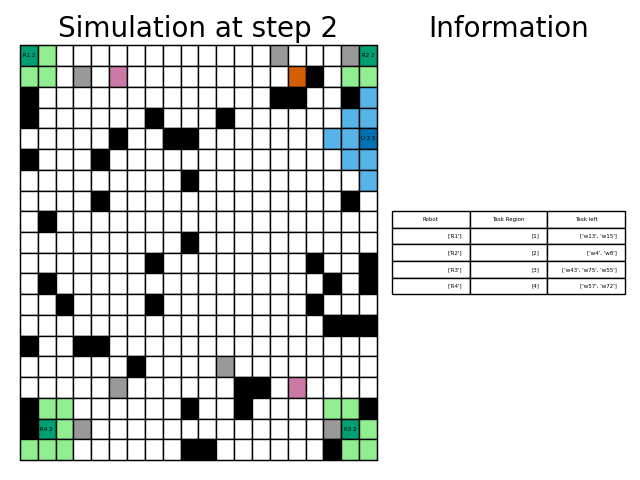 Simulation at step 2
Information
R1 2
R2 2
U 2.5
Robot Task Region Task left
['R1'] [1] ['w13', 'w15']
['R2'] [2] ['w4', 'w8']
['R3'] [3] ['w43', 'w75', 'w55']
['R4'] [4] ['w57', 'w72']
R4 2
R3 2